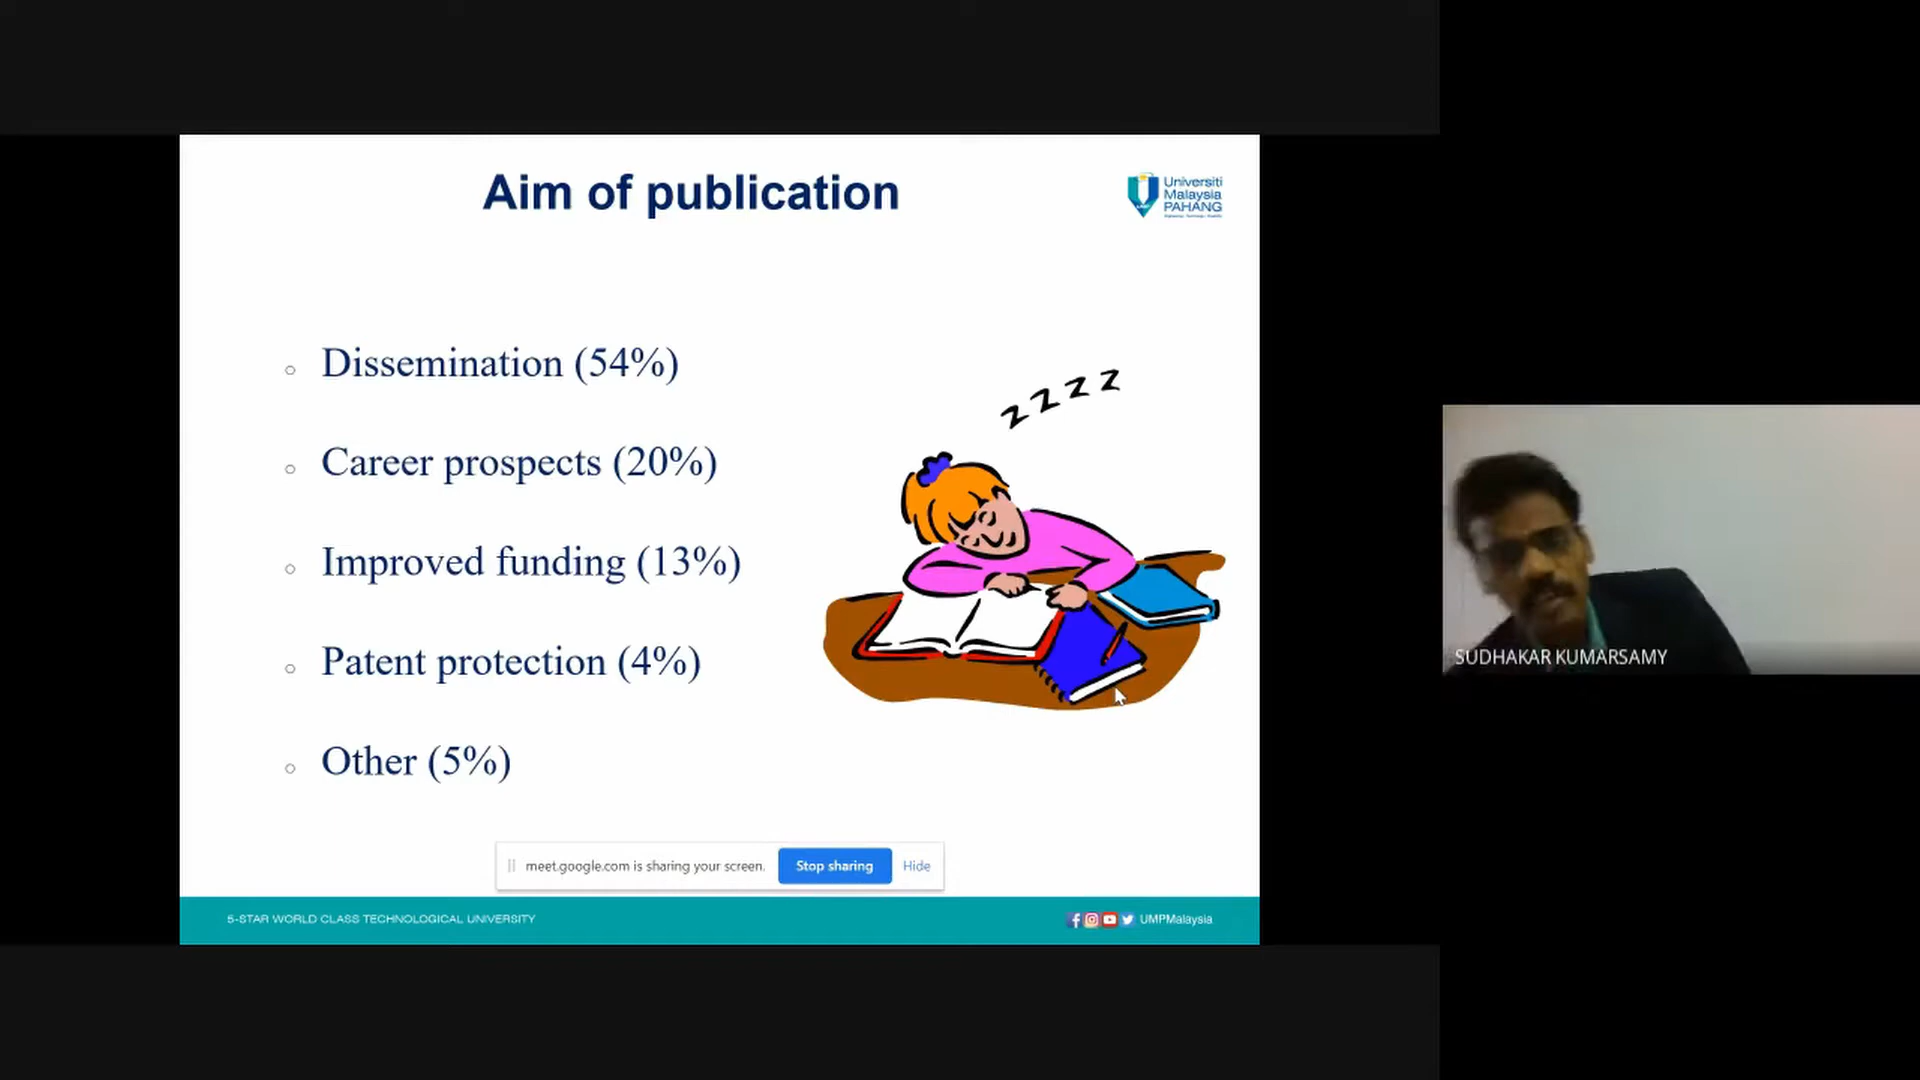 Aim of publication
Universiti
Malaysia
PAHANG
Dissemination (54%)
Career prospects (20%)
Improved funding (13%)
Patent protection (4%)
Other (5%)
z z z z
meet.google.com is sharing your screen.
Stop sharing
Hide
5-STAR WORLD CLASS TECHNOLOGICAL UNIVERSITY
UMPMalaysia
SUDHAKAR KUMARSAMY